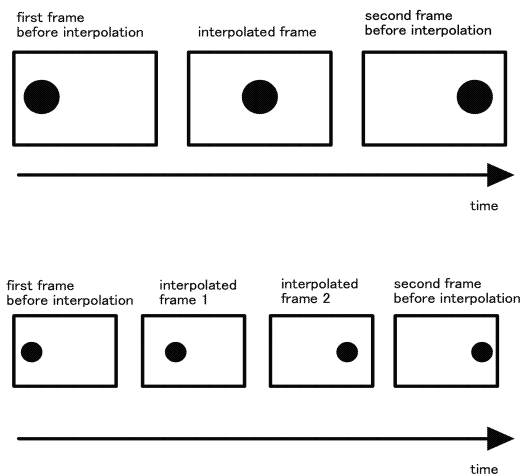 first frame
before interpolation
interpolated frame
second frame
before interpolation
time
first frame
before interpolation
interpolated
frame 1
interpolated
frame 2
second frame
before interpolation
time